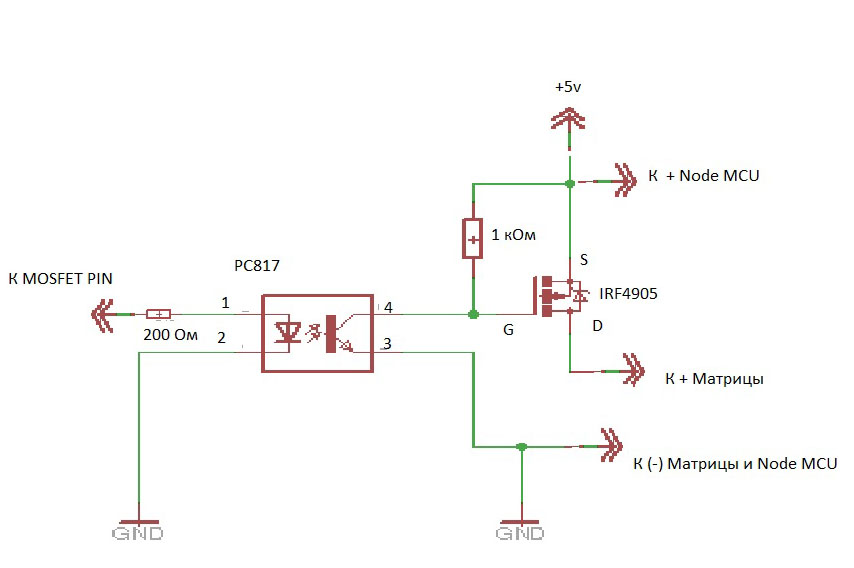 +5v
К + Node MCU
1 кОм
S
PC817
К MOSFET PIN
IRF4905
1
4
200 Ом
G
D
2
3
К + Матрицы
К (-) Матрицы и Node MCU
GND
GND